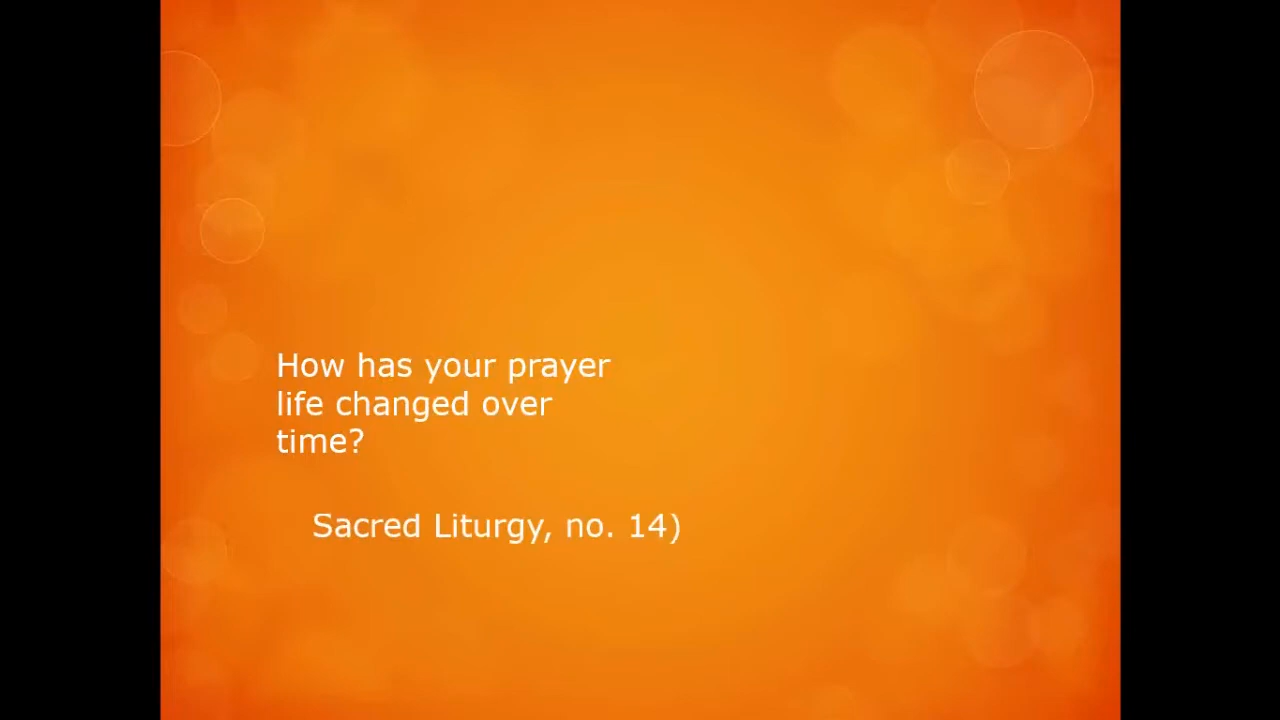 How has your prayer
life changed over
time?
Sacred Liturgy, no. 14)